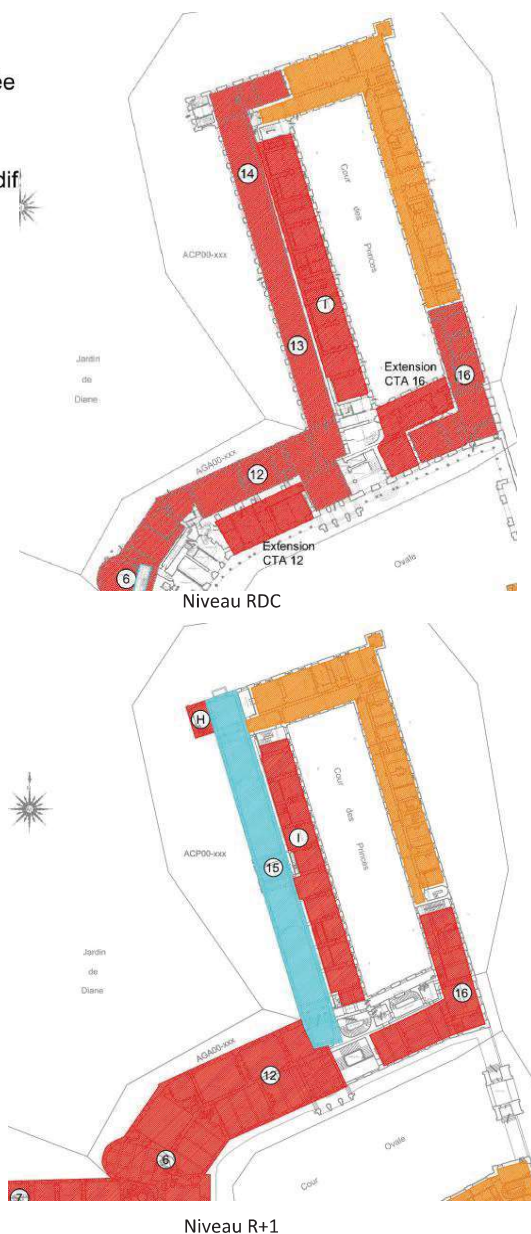 ée
dif
14
Cour
des
Princes
ACP00-xxx
T
13
Jardin
de
Diane
Extension
CTA 16
16
AGA00-xxx
12
Extension
CTA 12
Ovale
6
Niveau RDC
H
Cour
des
Princes
I
ACP00-xxx
15
Jardin
de
Diane
16
AGA00-xxx
12
6
Ovale
Cour
7
Niveau R+1